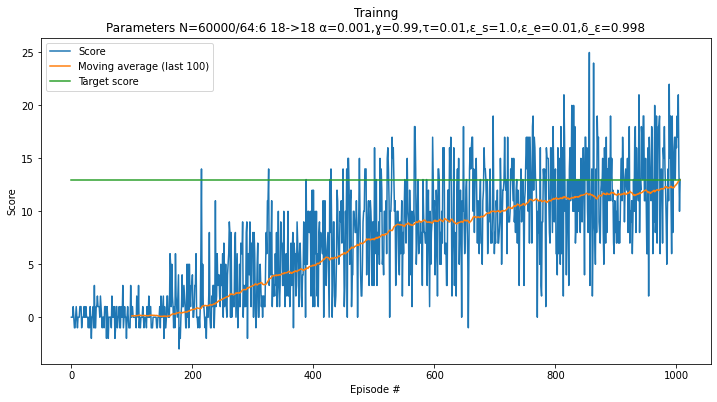 Trainng
Parameters N=60000/64:6 18->18 α=0.001,ɣ=0.99,τ=0.01,ε_s=1.0,ε_e=0.01,δ_ε=0.998
Score
Moving average (last 100)
Target score
25
20
15
10
5
0
Score
0
200
400
600
800
1000
Episode #